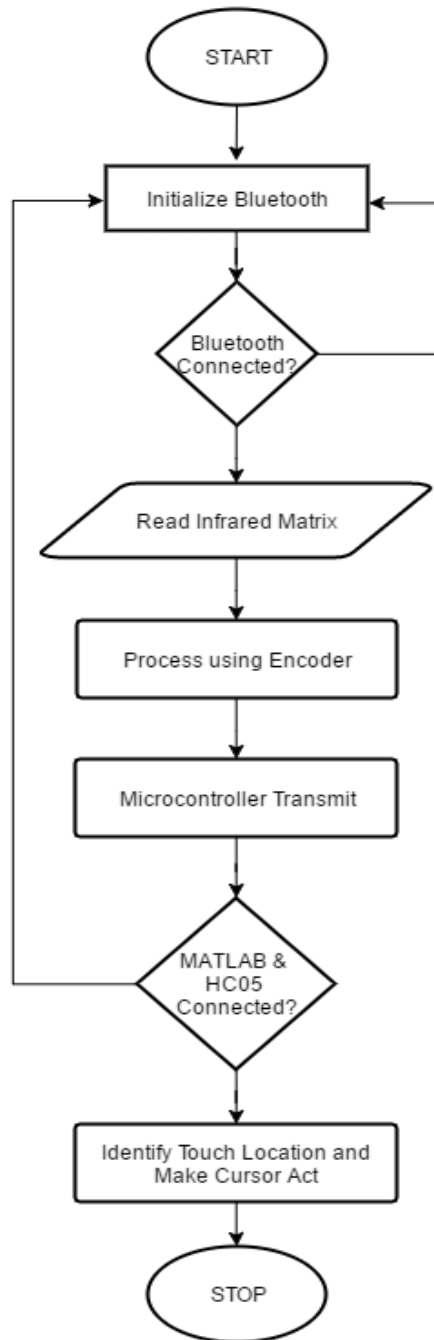 START
Initialize Bluetooth
Bluetooth
Connected?
Read Infrared Matrix
Process using Encoder
Microcontroller Transmit
MATLAB &
HC05
Connected?
Identify Touch Location and
Make Cursor Act
STOP